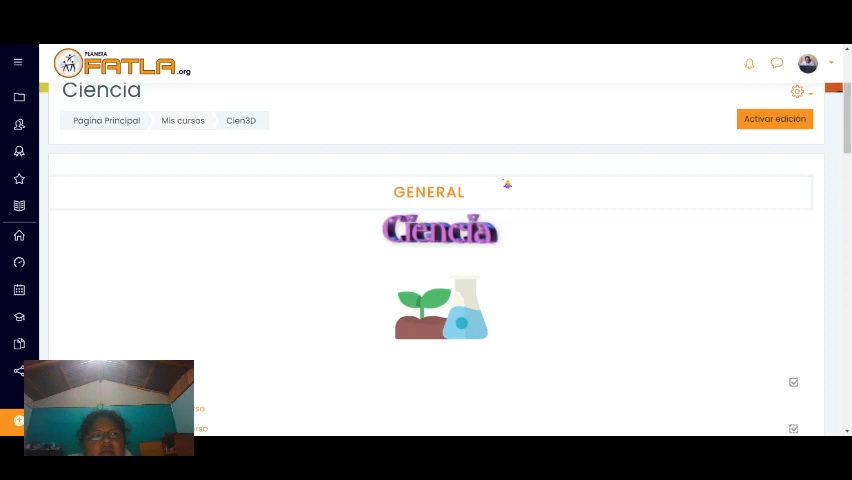 PLANETA
FATLA.org
Ciencia
Página Principal
Mis cursos
Cien3D
Activar edición
GENERAL
Ciencia